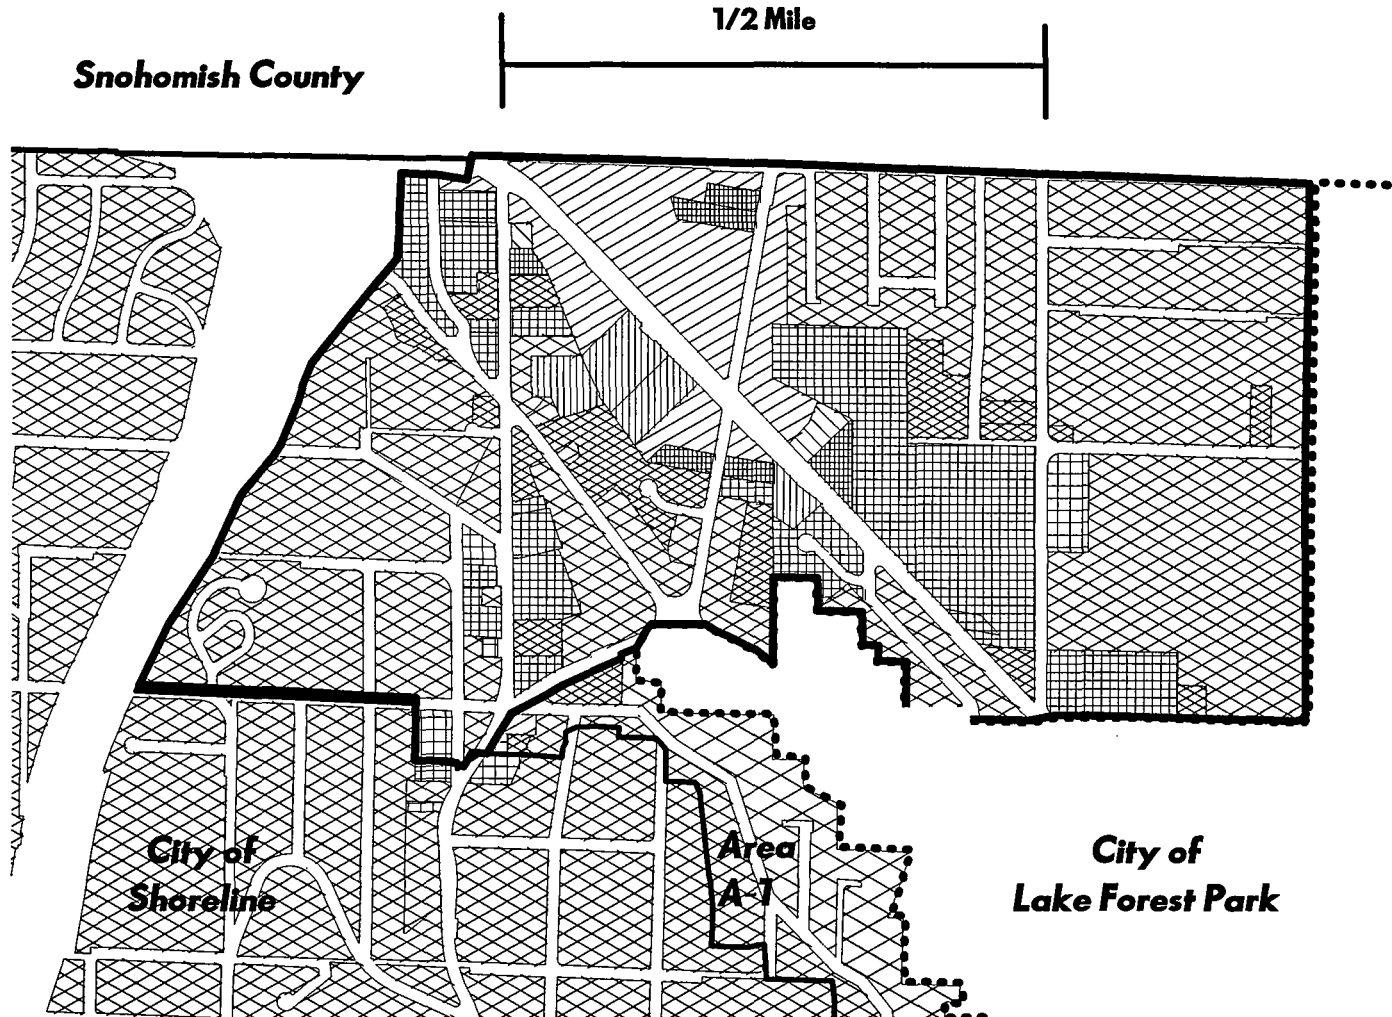 1/2 Mile
Snohomish County
City of
Shoreline
Area
A-1
City of
Lake Forest Park